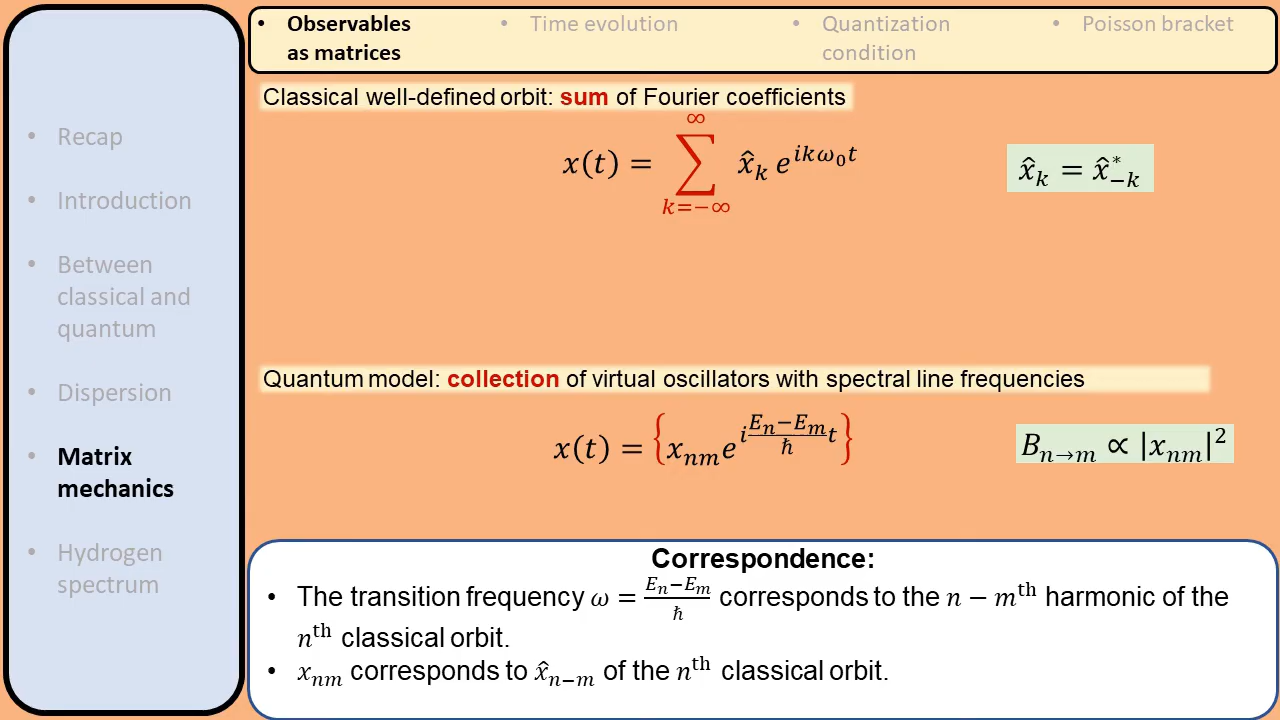 • Observables
as matrices
• Time evolution
• Quantization
condition
• Poisson bracket
• Recap
• Introduction
• Between
classical and
quantum
• Dispersion
• Matrix
mechanics
• Hydrogen
spectrum
Classical well-defined orbit: sum of Fourier coefficients
x(t) = ∑_{k=−∞}^{∞} x̂_k e^{ikω₀t}
x̂_k = x̂*_{−k}
Quantum model: collection of virtual oscillators with spectral line frequencies
x(t) = {x_{nm} e^{i\frac{E_n−E_m}{ħ}t}}
B_{n→m} ∝ |x_{nm}|²
Correspondence:
• The transition frequency ω = \frac{E_n−E_m}{ħ} corresponds to the n − m^{th} harmonic of the
n^{th} classical orbit.
• x_{nm} corresponds to x̂_{n−m} of the n^{th} classical orbit.